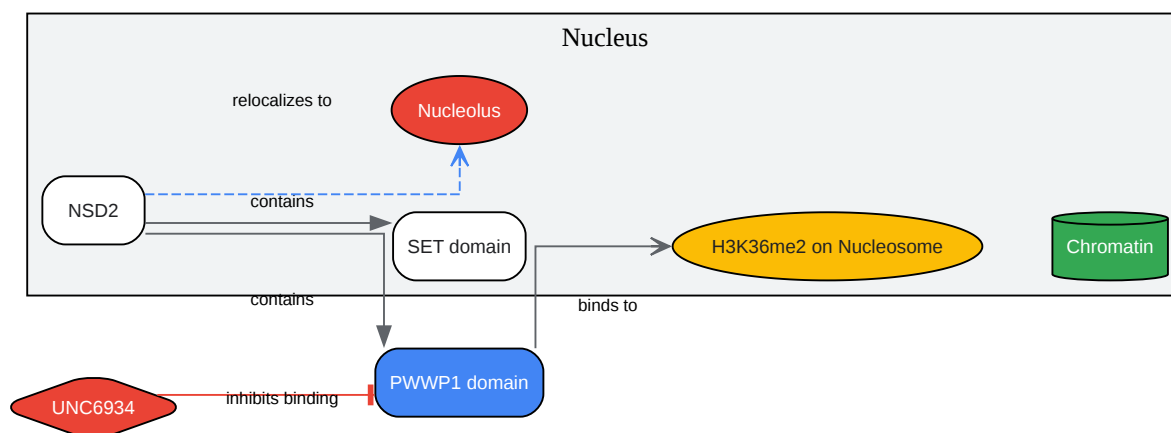 Nucleus
relocalizes to
Nucleolus
NSD2
contains
SET domain
H3K36me2 on Nucleosome
Chromatin
contains
binds to
PWWP1 domain
UNC6934
inhibits binding